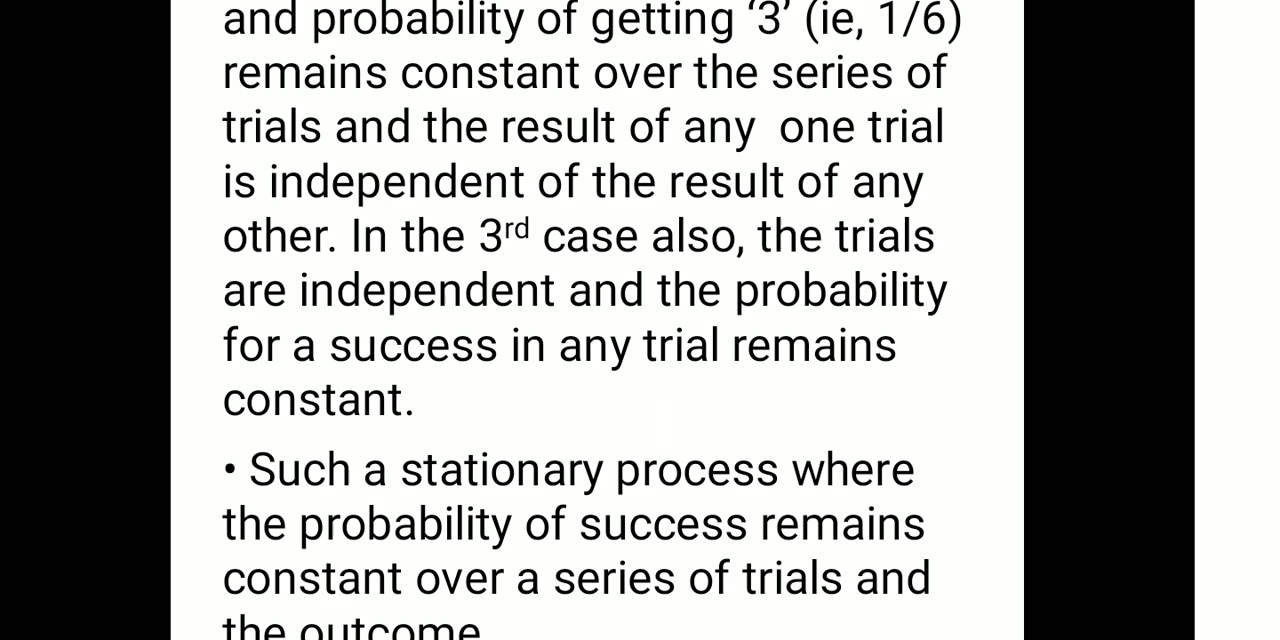 and probability of getting ‘3’ (ie, 1/6)
remains constant over the series of
trials and the result of any  one trial
is independent of the result of any
other. In the 3rd case also, the trials
are independent and the probability
for a success in any trial remains
constant.
• Such a stationary process where
the probability of success remains
constant over a series of trials and
the outcome